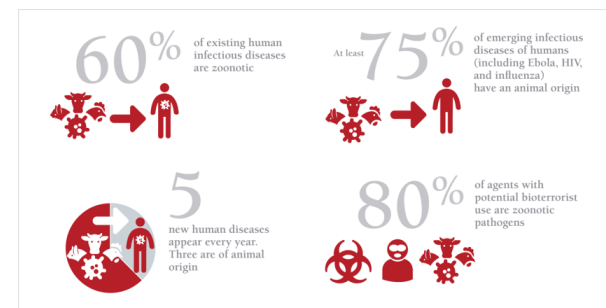 60%
of existing human
infectious diseases
are zoonotic
At least
75%
of emerging infectious
diseases of humans
(including Ebola, HIV,
and influenza)
have an animal origin
5
new human diseases
appear every year.
Three are of animal
origin
80%
of agents with
potential bioterrorist
use are zoonotic
pathogens